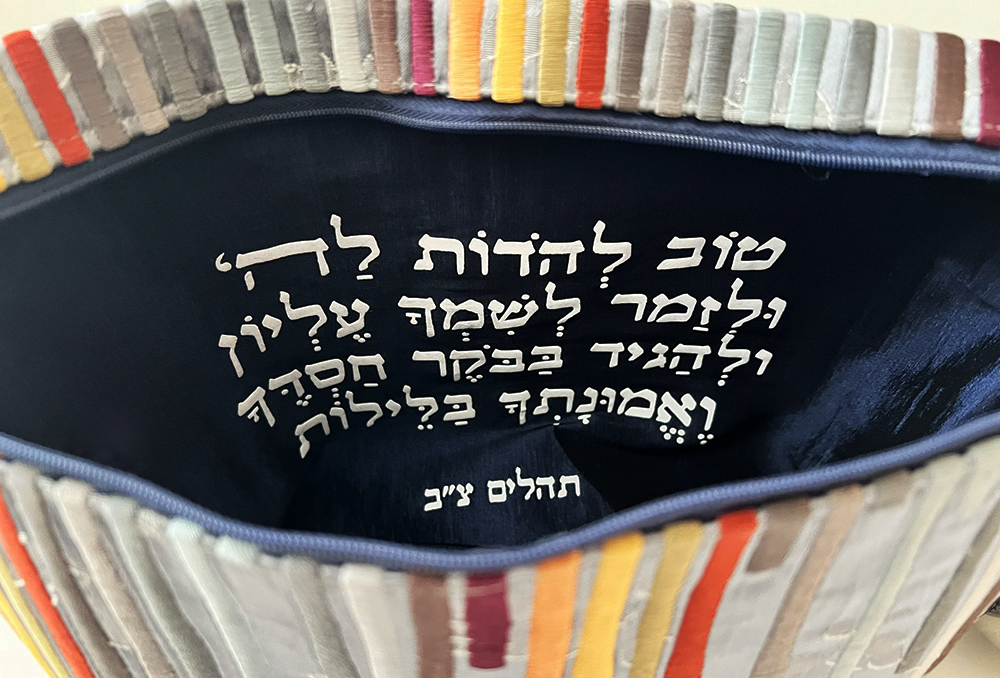 טוֹב לְהֹדוֹת לַה'
וּלְזַמֵּר לְשִׁמְךָ עֶלְיוֹן
וּלְהַגִּיד בַּבֹּקֶר חַסְדֶּךָ
וֶאֱמוּנָתְךָ בַּלֵּילוֹת
תהלים צ"ב